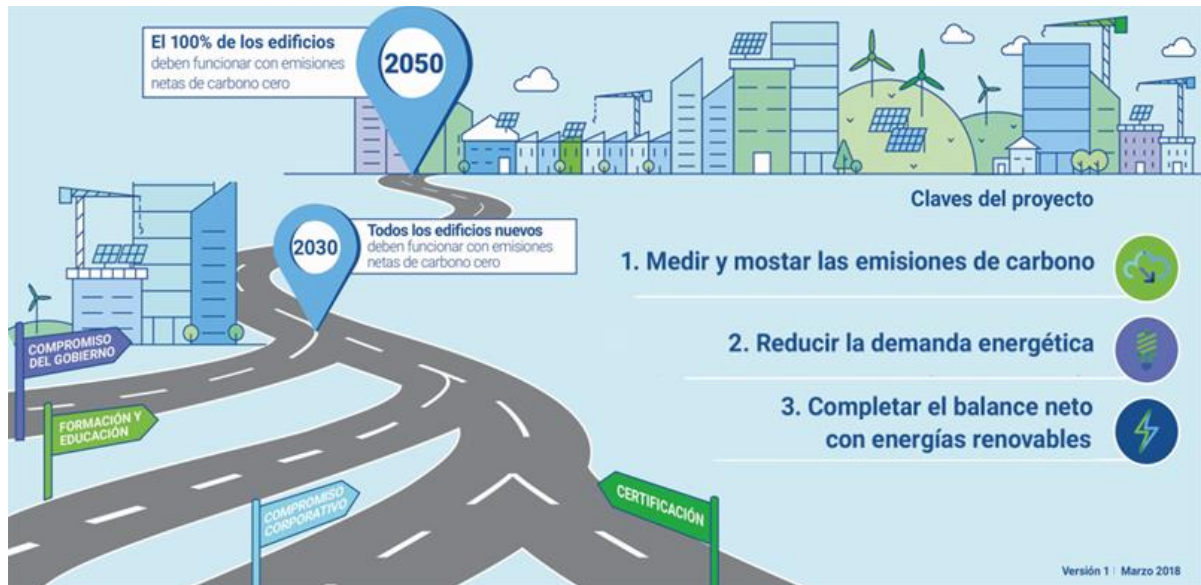 El 100% de los edificios
deben funcionar con emisiones
netas de carbono cero
2050
2030
Todos los edificios nuevos
deben funcionar con emisiones
netas de carbono cero
Claves del proyecto
1. Medir y mostar las emisiones de carbono
2. Reducir la demanda energética
3. Completar el balance neto
con energías renovables
COMPROMISO
DEL GOBIERNO
FORMACIÓN Y
EDUCACIÓN
COMPROMISO
CORPORATIVO
CERTIFICACIÓN
Versión 1 | Marzo 2018